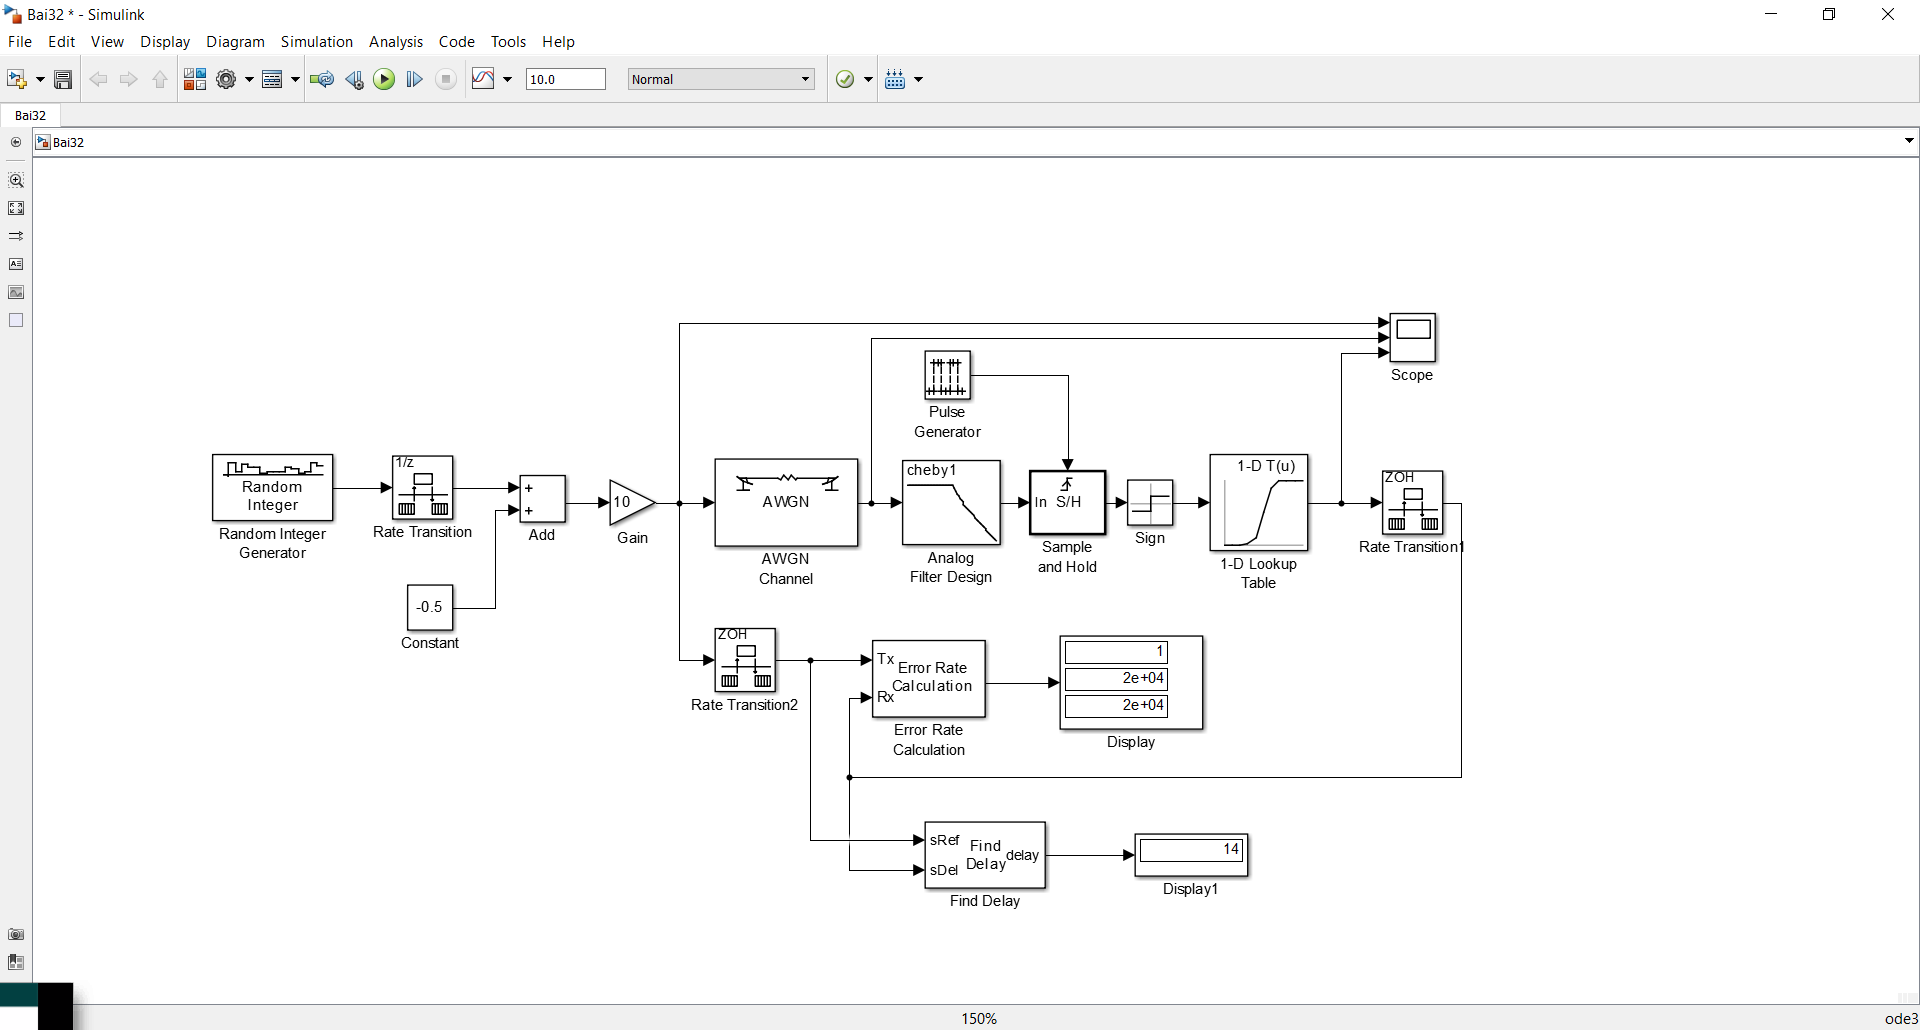 Bai32 * - Simulink
File Edit View Display Diagram Simulation Analysis Code Tools Help
10.0
Normal
Bai32
Bai32
Scope
Pulse
Generator
Random
Integer
Random Integer
Generator
1/z
Rate Transition
+
+
Add
10
Gain
AWGN
AWGN
Channel
cheby1
Analog
Filter Design
In S/H
Sample
and Hold
Sign
1-D T(u)
1-D Lookup
Table
ZOH
Rate Transition1
-0.5
Constant
ZOH
Rate Transition2
Tx
Rx
Error Rate
Calculation
Error Rate
Calculation
1
2e+04
2e+04
Display
sRef
sDel
Find
Delay
delay
Find Delay
14
Display1
150%
ode3